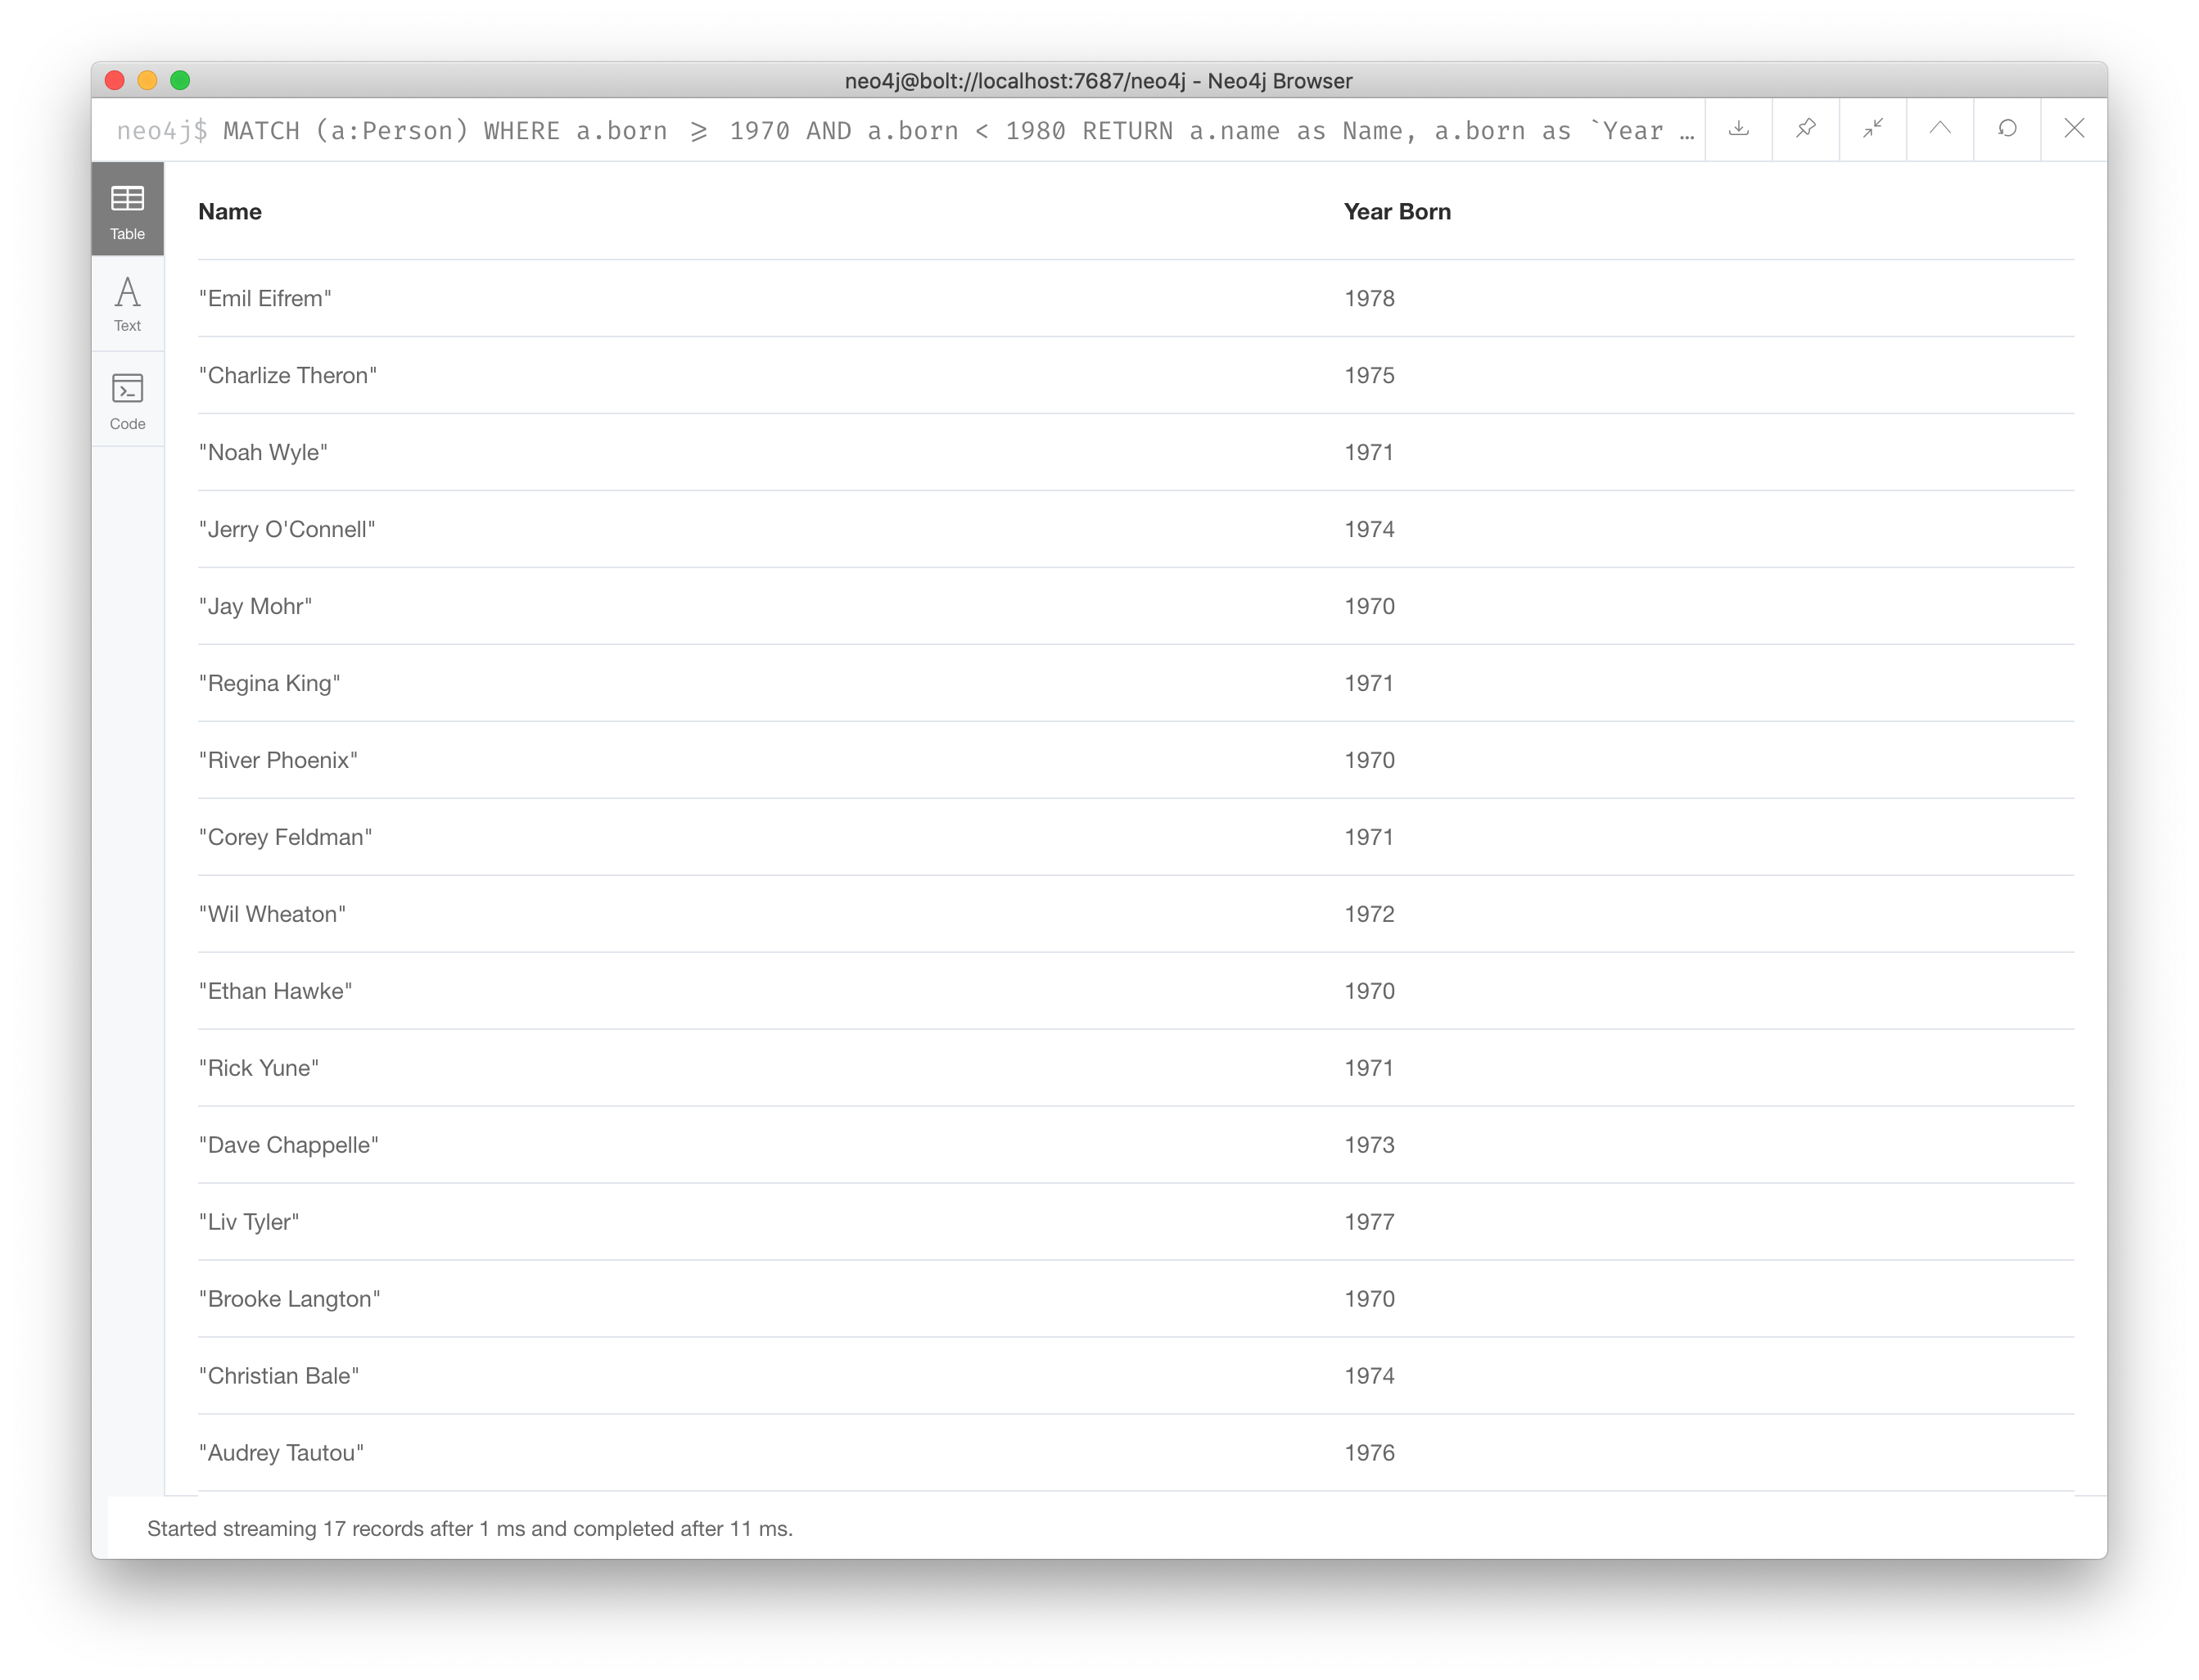 neo4j@bolt://localhost:7687/neo4j - Neo4j Browser
neo4j$ MATCH (a:Person) WHERE a.born ⩾ 1970 AND a.born < 1980 RETURN a.name as Name, a.born as `Year …
Table
Text
Code
Name Year Born
"Emil Eifrem" 1978
"Charlize Theron" 1975
"Noah Wyle" 1971
"Jerry O'Connell" 1974
"Jay Mohr" 1970
"Regina King" 1971
"River Phoenix" 1970
"Corey Feldman" 1971
"Wil Wheaton" 1972
"Ethan Hawke" 1970
"Rick Yune" 1971
"Dave Chappelle" 1973
"Liv Tyler" 1977
"Brooke Langton" 1970
"Christian Bale" 1974
"Audrey Tautou" 1976
Started streaming 17 records after 1 ms and completed after 11 ms.